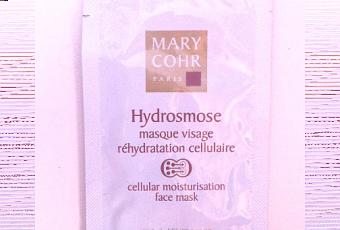 MARY
COHR
PARIS
Hydrosmose
masque visage
réhydratation cellulaire
cellular moisturisation
face mask